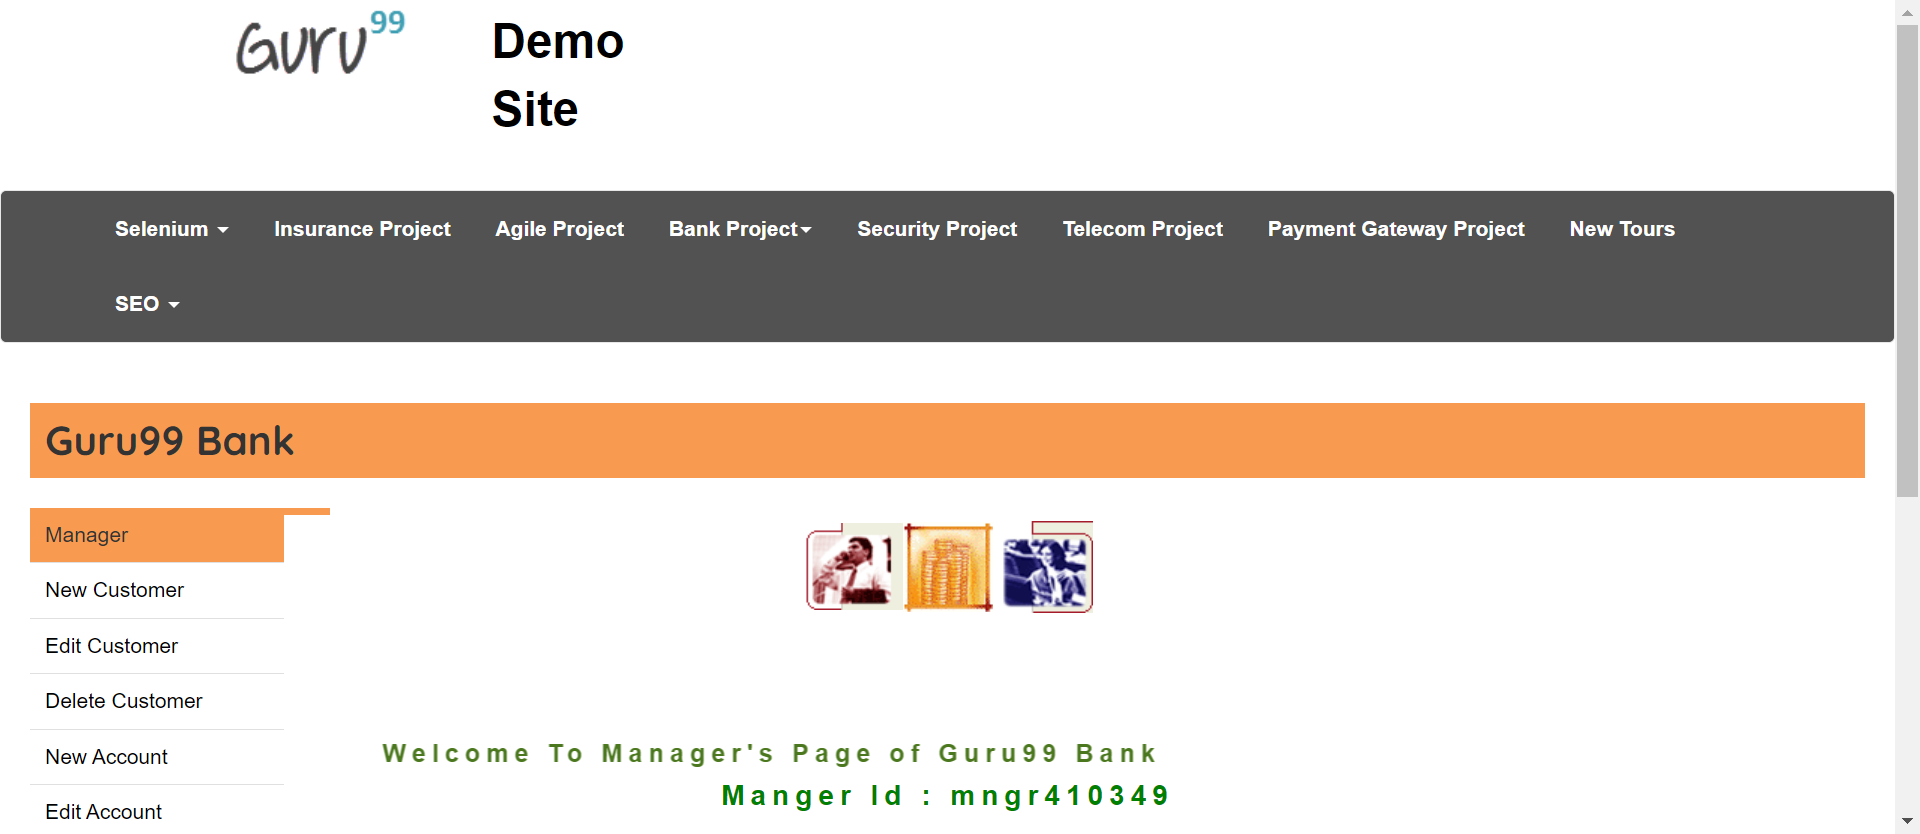 Guru99
Demo
Site
Selenium
Insurance Project
Agile Project
Bank Project
Security Project
Telecom Project
Payment Gateway Project
New Tours
SEO
Guru99 Bank
Manager
New Customer
Edit Customer
Delete Customer
New Account
Edit Account
Welcome To Manager's Page of Guru99 Bank
Manger Id : mngr410349